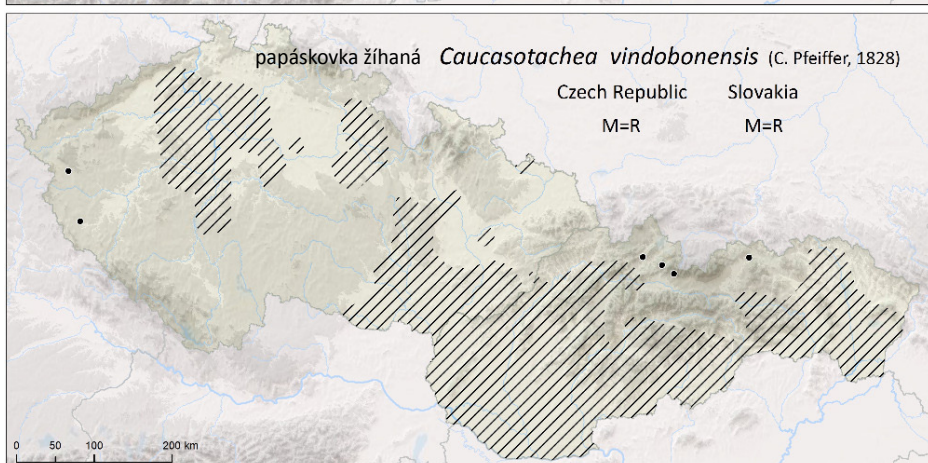 papáskovka žíhaná Caucasotachea vindobonensis (C. Pfeiffer, 1828)
Czech Republic Slovakia
M=R M=R
0 50 100 200 km